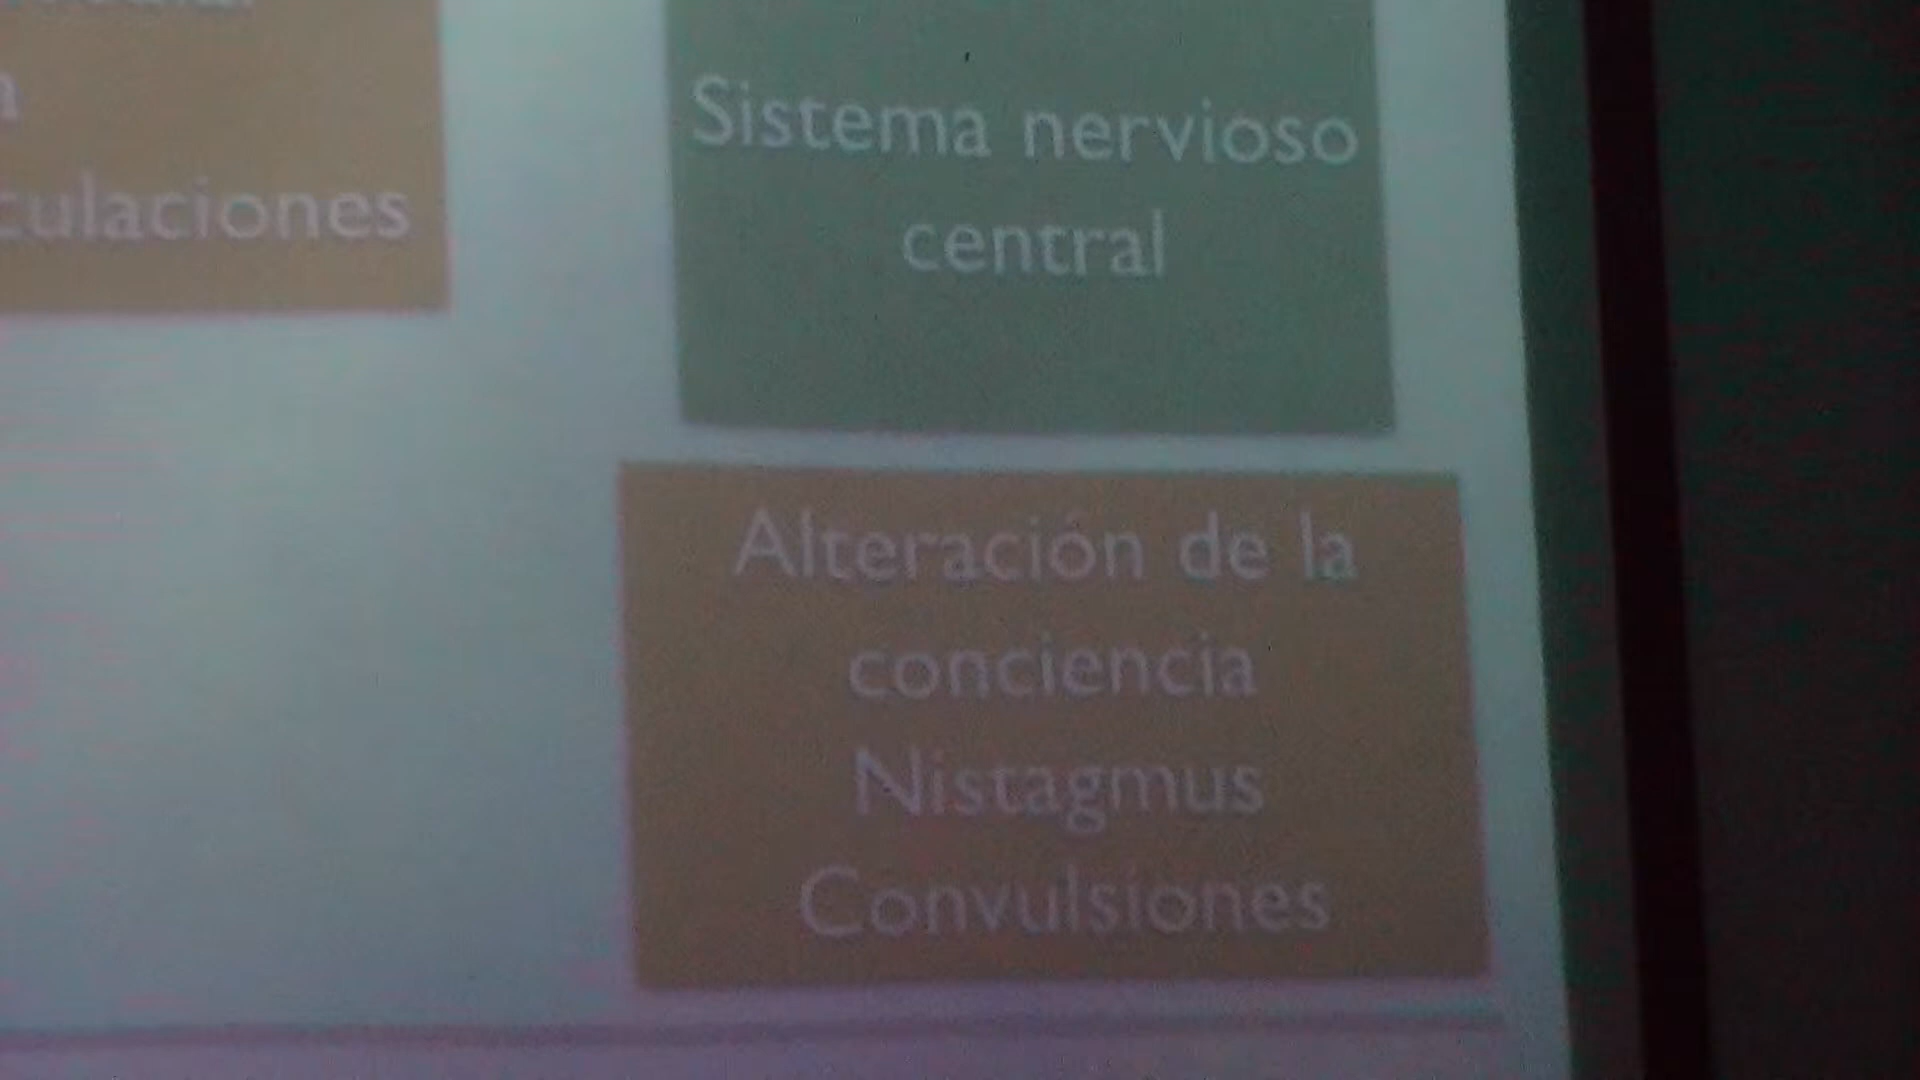 culaciones
Sistema nervioso
central
Alteración de la
conciencia
Nistagmus
Convulsiones